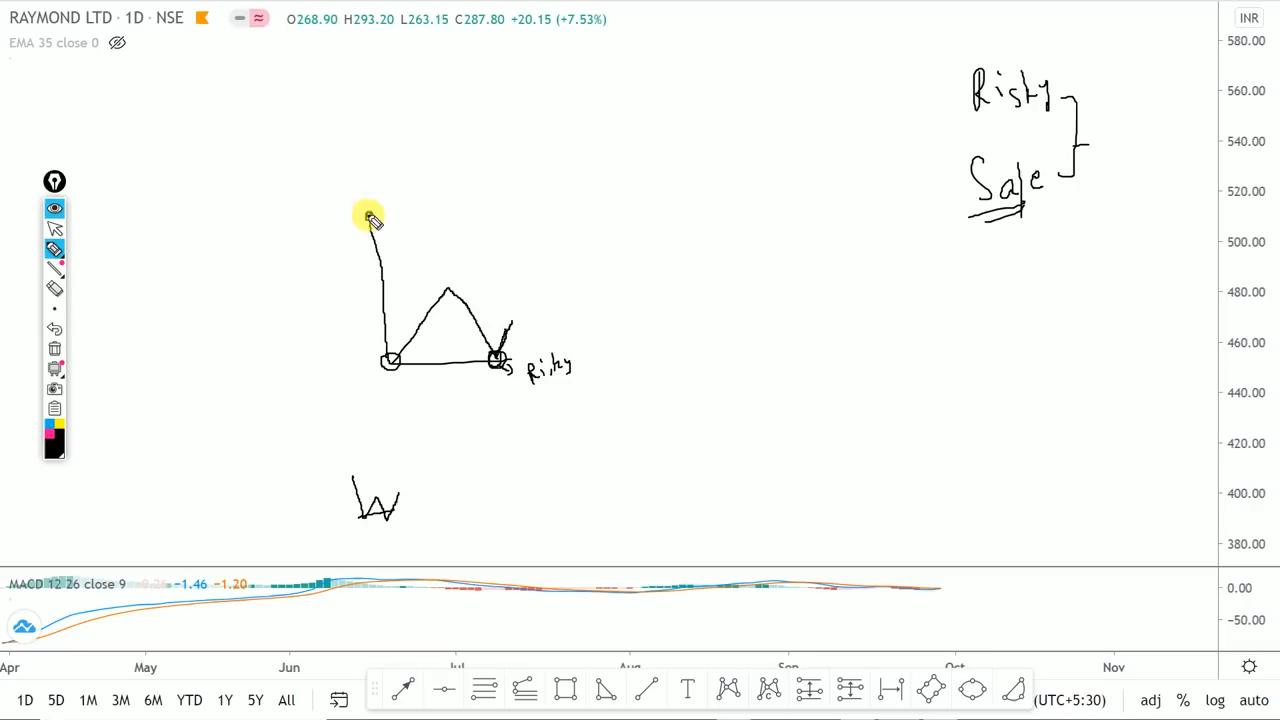 RAYMOND LTD · 1D · NSE O268.90 H293.20 L263.15 C287.80 +20.15 (+7.53%) INR
EMA 35 close 0
580.00
560.00
540.00
520.00
500.00
480.00
460.00
440.00
420.00
400.00
380.00
Risky
Safe
Risky
W
MACD 12 26 close 9 -0.26 −1.46 −1.20
0.00
−50.00
Apr May Jun Jul Aug Sep Oct Nov
1D 5D 1M 3M 6M YTD 1Y 5Y All T (UTC+5:30) adj % log auto